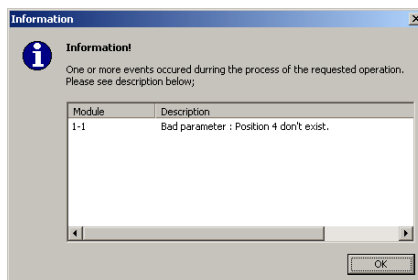 Information
Information!
One or more events occured durring the process of the requested operation.
Please see description below;
Module Description
1-1 Bad parameter : Position 4 don't exist.
OK